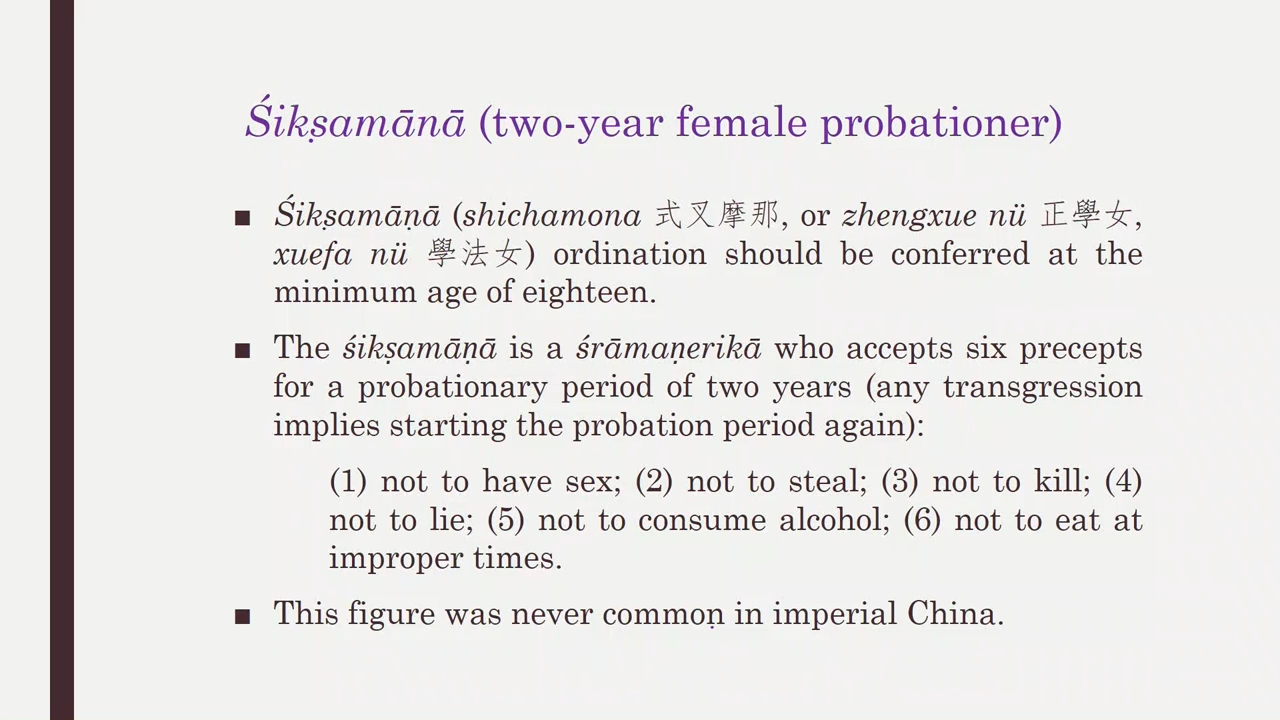 Śikṣamānā (two-year female probationer)
■ Śikṣamāṇā (shichamona 式叉摩那, or zhengxue nü 正學女,
xuefa nü 學法女) ordination should be conferred at the
minimum age of eighteen.
■ The śikṣamāṇā is a śrāmaṇerikā who accepts six precepts
for a probationary period of two years (any transgression
implies starting the probation period again):
(1) not to have sex; (2) not to steal; (3) not to kill; (4)
not to lie; (5) not to consume alcohol; (6) not to eat at
improper times.
■ This figure was never commoṇ in imperial China.